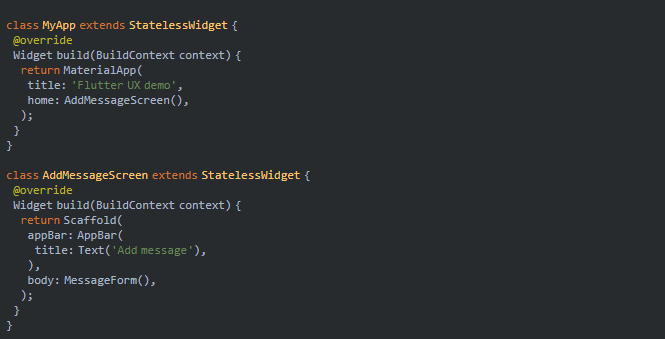 class MyApp extends StatelessWidget {
 @override
 Widget build(BuildContext context) {
  return MaterialApp(
   title: 'Flutter UX demo',
   home: AddMessageScreen(),
  );
 }
}

class AddMessageScreen extends StatelessWidget {
 @override
 Widget build(BuildContext context) {
  return Scaffold(
   appBar: AppBar(
    title: Text('Add message'),
   ),
   body: MessageForm(),
  );
 }
}